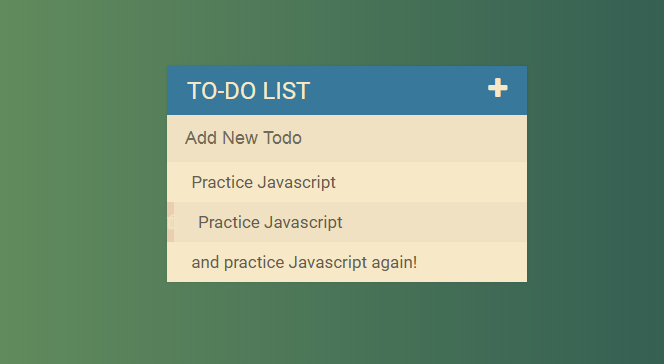 TO-DO LIST
Add New Todo
Practice Javascript
Practice Javascript
and practice Javascript again!